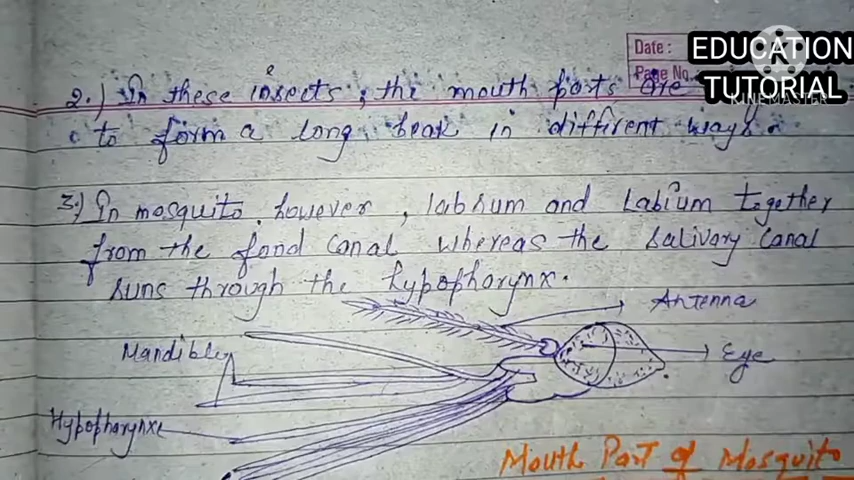 Date:
Page No.
EDUCATION
TUTORIAL
KINEMASTER
2.) In these insects, the mouth parts are
to form a long beak in different ways.
3.) In mosquito, however, labrum and Labium together
from the food canal whereas the salivary canal
runs through the hypopharynx.
Antenna
Mandible
Eye
Hypopharynx
Mouth Part of Mosquito